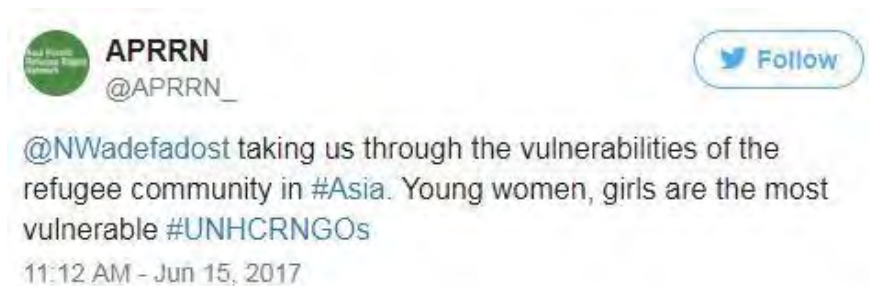 APRRN
@APRRN_
Follow
@NWadefadost taking us through the vulnerabilities of the
refugee community in #Asia. Young women, girls are the most
vulnerable #UNHCRNGOs
11:12 AM - Jun 15, 2017